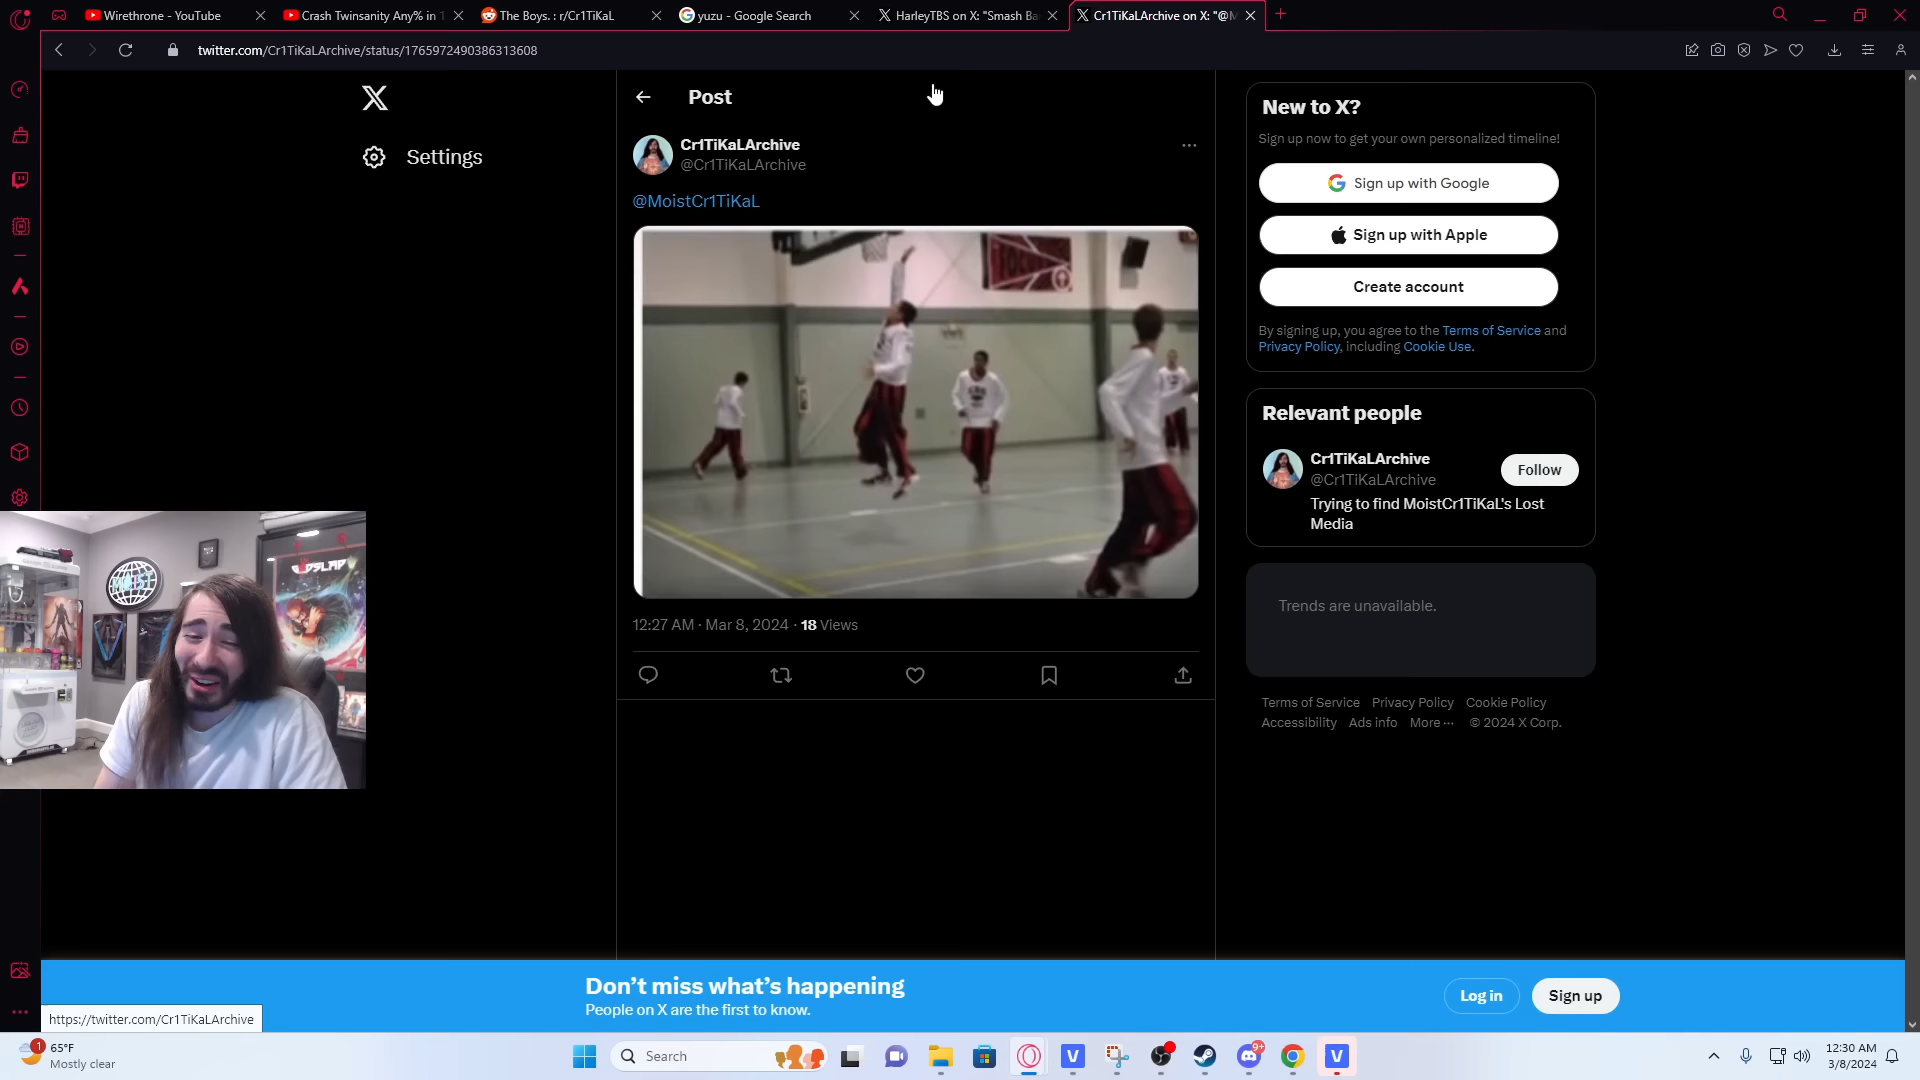 Wirethrone - YouTube
Crash Twinsanity Any% in 1
The Boys. : r/Cr1TiKaL
yuzu - Google Search
HarleyTBS on X: "Smash Ba
Cr1TiKaLArchive on X: "@M
twitter.com/Cr1TiKaLArchive/status/1765972490386313608
Post
Settings
Cr1TiKaLArchive
@Cr1TiKaLArchive
@MoistCr1TiKaL
12:27 AM · Mar 8, 2024 · 18 Views
New to X?
Sign up now to get your own personalized timeline!
Sign up with Google
Sign up with Apple
Create account
By signing up, you agree to the Terms of Service and
Privacy Policy, including Cookie Use.
Relevant people
Cr1TiKaLArchive
@Cr1TiKaLArchive
Follow
Trying to find MoistCr1TiKaL's Lost
Media
Trends are unavailable.
Terms of Service Privacy Policy Cookie Policy
Accessibility Ads info More ··· © 2024 X Corp.
MOIST
UPSLAP
Don't miss what's happening
People on X are the first to know.
Log in
Sign up
https://twitter.com/Cr1TiKaLArchive
1
65°F
Mostly clear
Search
V
9+
V
12:30 AM
3/8/2024